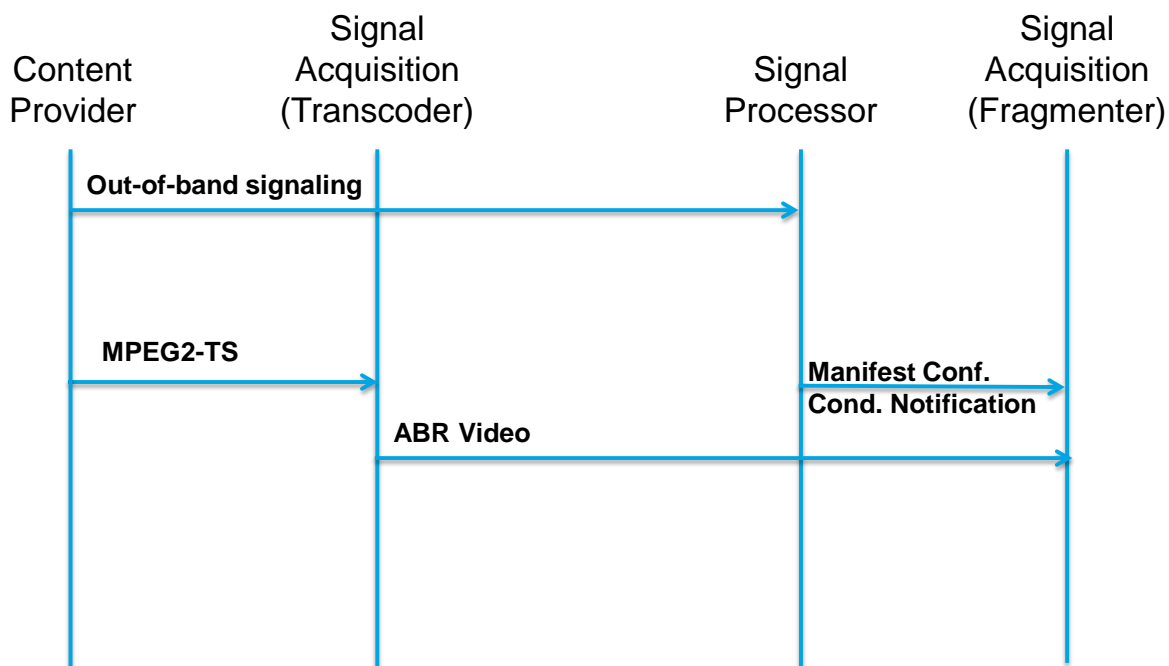 Content
Provider
Signal
Acquisition
(Transcoder)
Signal
Processor
Signal
Acquisition
(Fragmenter)
Out-of-band signaling
MPEG2-TS
Manifest Conf.
Cond. Notification
ABR Video